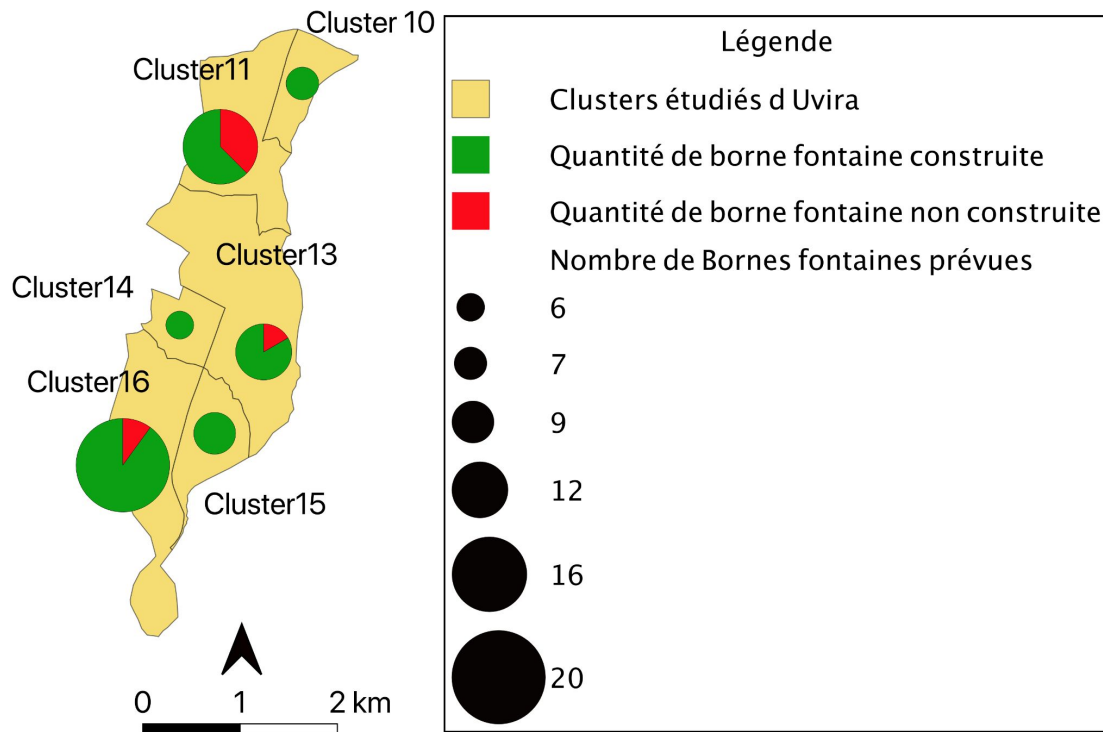 Cluster 10
Cluster11
Cluster13
Cluster14
Cluster16
Cluster15
0 1 2 km
Légende
Clusters étudiés d Uvira
Quantité de borne fontaine construite
Quantité de borne fontaine non construite
Nombre de Bornes fontaines prévues
6
7
9
12
16
20